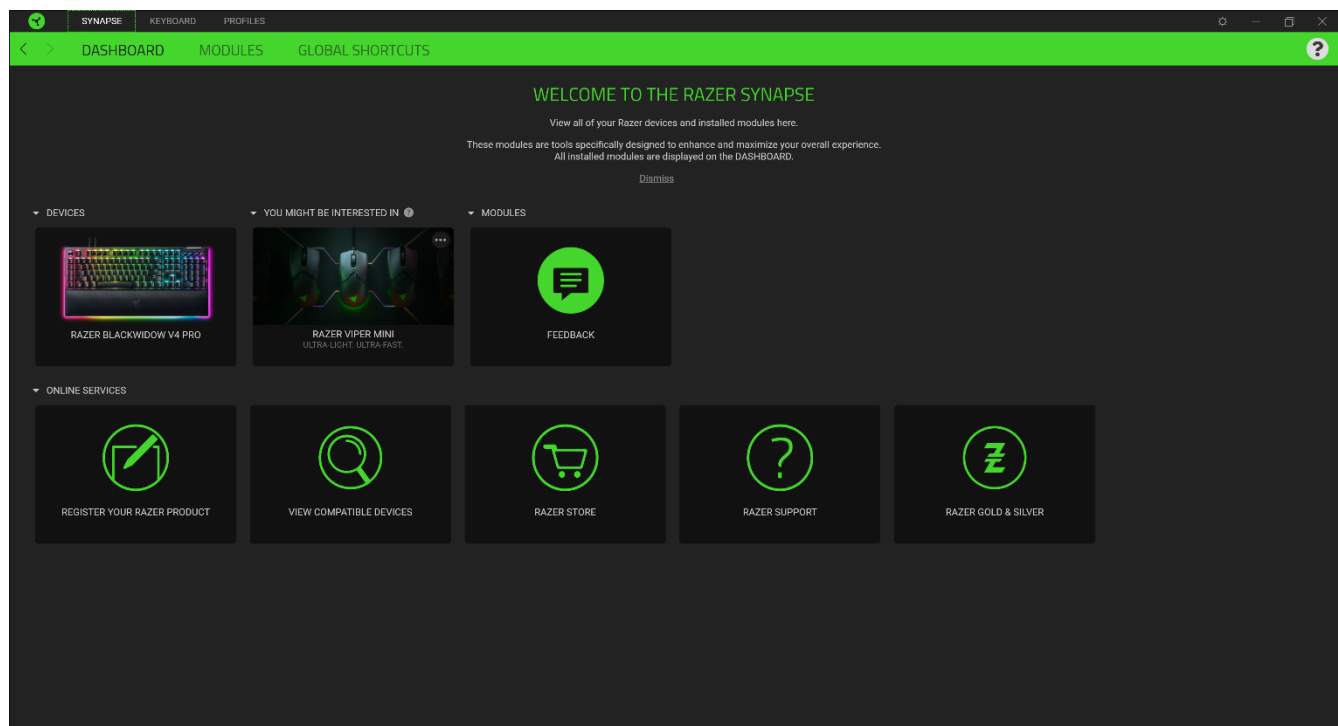 SYNAPSE KEYBOARD PROFILES
DASHBOARD MODULES GLOBAL SHORTCUTS ?
WELCOME TO THE RAZER SYNAPSE
View all of your Razer devices and installed modules here.
These modules are tools specifically designed to enhance and maximize your overall experience.
All installed modules are displayed on the DASHBOARD.
Dismiss
DEVICES
YOU MIGHT BE INTERESTED IN ?
MODULES
RAZER BLACKWIDOW V4 PRO
RAZER VIPER MINI
ULTRA-LIGHT. ULTRA-FAST.
FEEDBACK
ONLINE SERVICES
REGISTER YOUR RAZER PRODUCT
VIEW COMPATIBLE DEVICES
RAZER STORE
RAZER SUPPORT
RAZER GOLD & SILVER